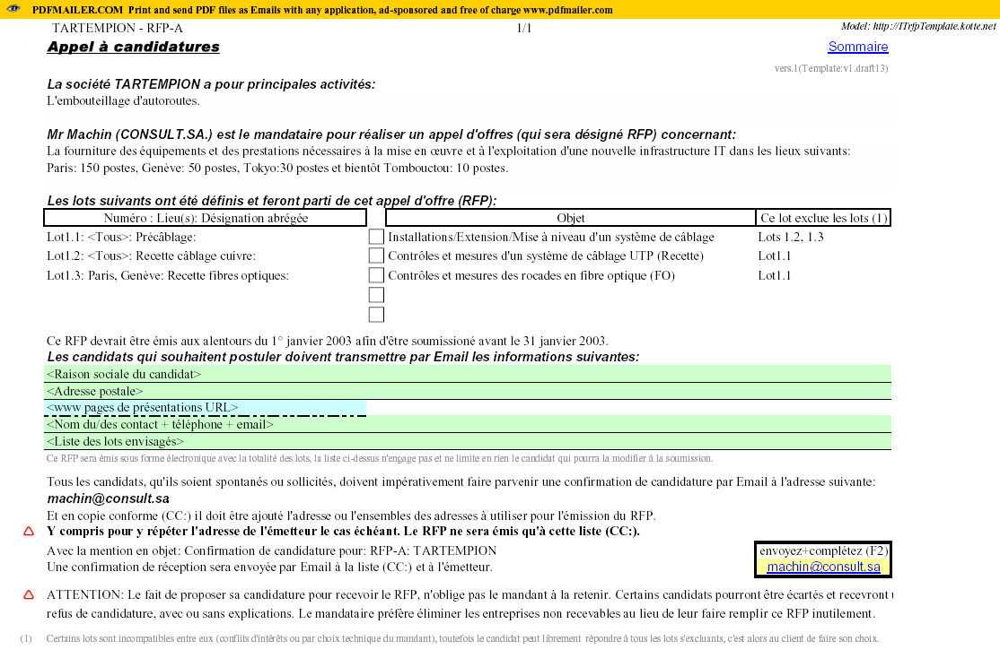 PDFMAILER.COM Print and send PDF files as Emails with any application, ad-sponsored and free of charge www.pdfmailer.com
TARTEMPION - RFP-A 1/1 Model: http://ITrfpTemplate.kotte.net
Appel à candidatures Sommaire
vers.1(Template:v1.draft13)
La société TARTEMPION a pour principales activités:
L'embouteillage d'autoroutes.
Mr Machin (CONSULT.SA.) est le mandataire pour réaliser un appel d'offres (qui sera désigné RFP) concernant:
La fourniture des équipements et des prestations nécessaires à la mise en œuvre et à l'exploitation d'une nouvelle infrastructure IT dans les lieux suivants:
Paris: 150 postes, Genève: 50 postes, Tokyo:30 postes et bientôt Tombouctou: 10 postes.
Les lots suivants ont été définis et feront parti de cet appel d'offre (RFP):
Numéro : Lieu(s): Désignation abrégée Objet Ce lot exclue les lots (1)
Lot1.1: <Tous>: Précâblage: Installations/Extension/Mise à niveau d'un système de câblage Lots 1.2, 1.3
Lot1.2: <Tous>: Recette câblage cuivre: Contrôles et mesures d'un système de câblage UTP (Recette) Lot1.1
Lot1.3: Paris, Genève: Recette fibres optiques: Contrôles et mesures des rocades en fibre optique (FO) Lot1.1
Ce RFP devrait être émis aux alentours du 1° janvier 2003 afin d'être soumissioné avant le 31 janvier 2003.
Les candidats qui souhaitent postuler doivent transmettre par Email les informations suivantes:
<Raison sociale du candidat>
<Adresse postale>
<www pages de présentations URL>
<Nom du/des contact + téléphone + email>
<Liste des lots envisagés>
Ce RFP sera émis sous forme électronique avec la totalité des lots, la liste ci-dessus n'engage pas et ne limite en rien le candidat qui pourra la modifier à la soumission.
Tous les candidats, qu'ils soient spontanés ou sollicités, doivent impérativement faire parvenir une confirmation de candidature par Email à l'adresse suivante:
machin@consult.sa
Et en copie conforme (CC:) il doit être ajouté l'adresse ou l'ensembles des adresses à utiliser pour l'émission du RFP.
Y compris pour y répéter l'adresse de l'émetteur le cas échéant. Le RFP ne sera émis qu'à cette liste (CC:).
Avec la mention en objet: Confirmation de candidature pour: RFP-A: TARTEMPION envoyez+complétez (F2)
Une confirmation de réception sera envoyée par Email à la liste (CC:) et à l'émetteur. machin@consult.sa
ATTENTION: Le fait de proposer sa candidature pour recevoir le RFP, n'oblige pas le mandant à la retenir. Certains candidats pourront être écartés et recevront
refus de candidature, avec ou sans explications. Le mandataire préfère éliminer les entreprises non recevables au lieu de leur faire remplir ce RFP inutilement.
(1) Certains lots sont incompatibles entre eux (conflits d'intérêts ou par choix technique du mandant), toutefois le candidat peut librement répondre à tous les lots s'excluants, c'est alors au client de faire son choix.